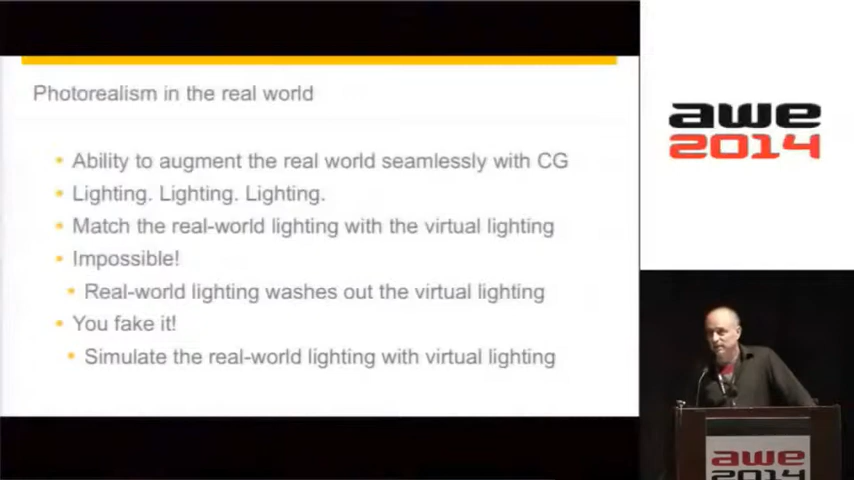 Photorealism in the real world
• Ability to augment the real world seamlessly with CG
• Lighting. Lighting. Lighting.
• Match the real-world lighting with the virtual lighting
• Impossible!
• Real-world lighting washes out the virtual lighting
• You fake it!
• Simulate the real-world lighting with virtual lighting
awe
2014
awe
2014